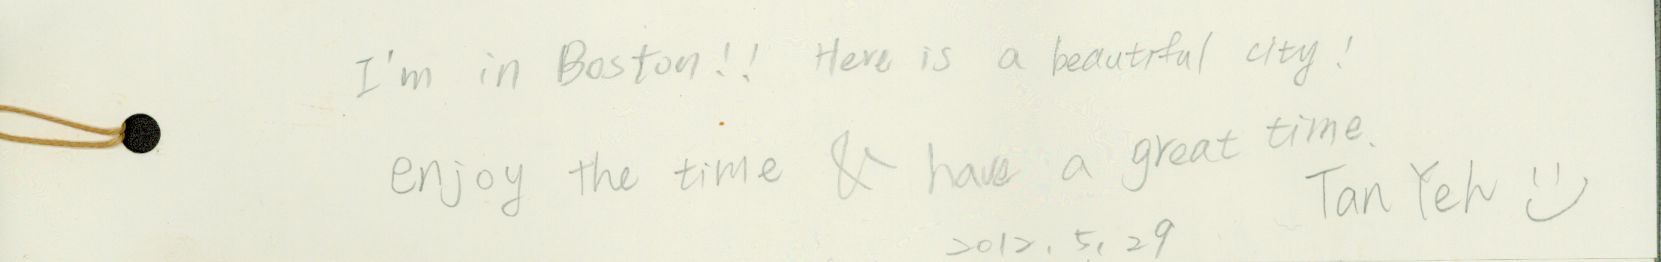 I'm in Boston!! Here is a beautiful city!
enjoy the time & have a great time.
Tan Yeh
2012. 5. 29